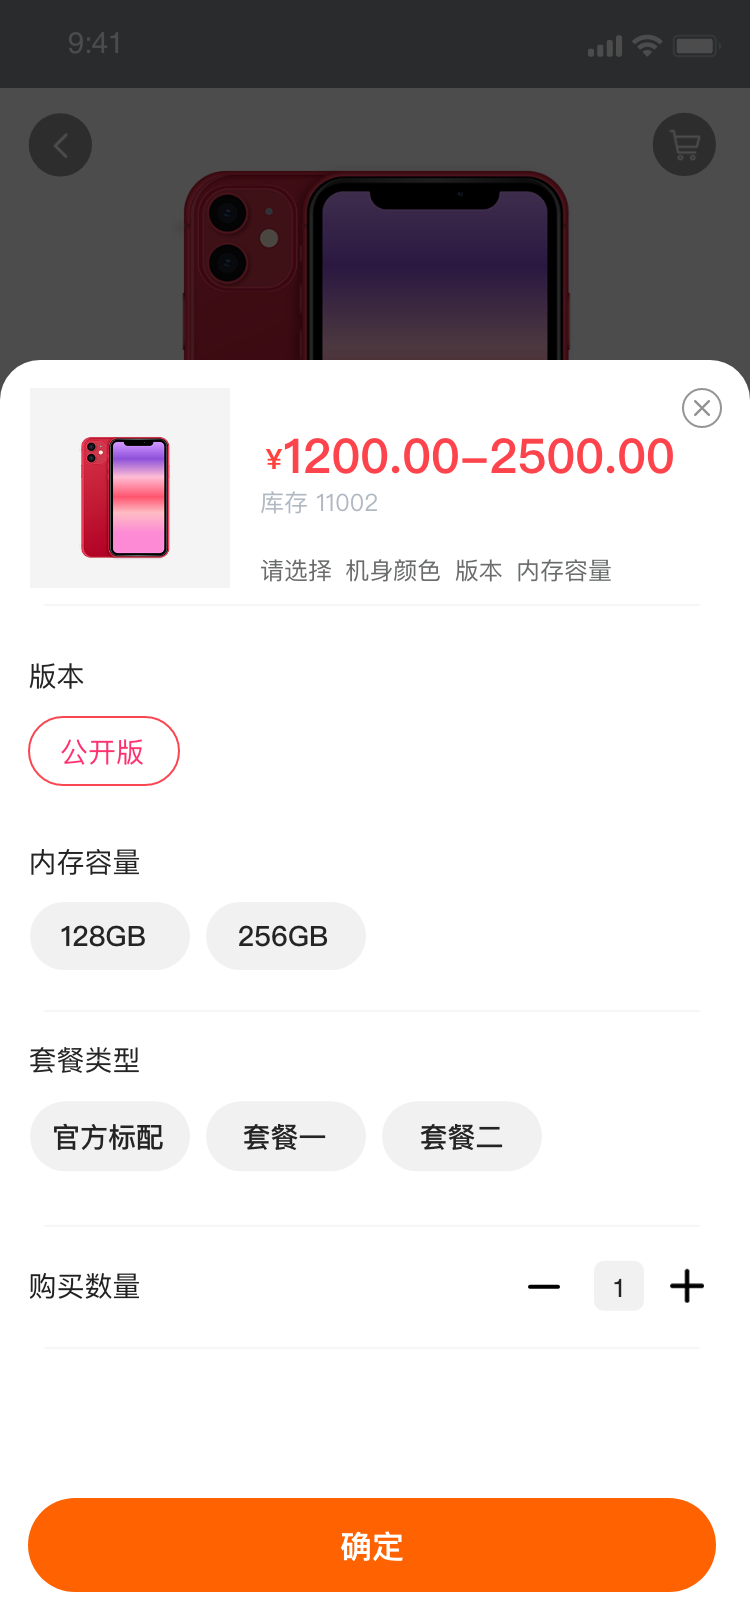 9:41
¥1200.00–2500.00
库存 11002
请选择 机身颜色 版本 内存容量
版本
公开版
内存容量
128GB 256GB
套餐类型
官方标配 套餐一 套餐二
购买数量 1
确定